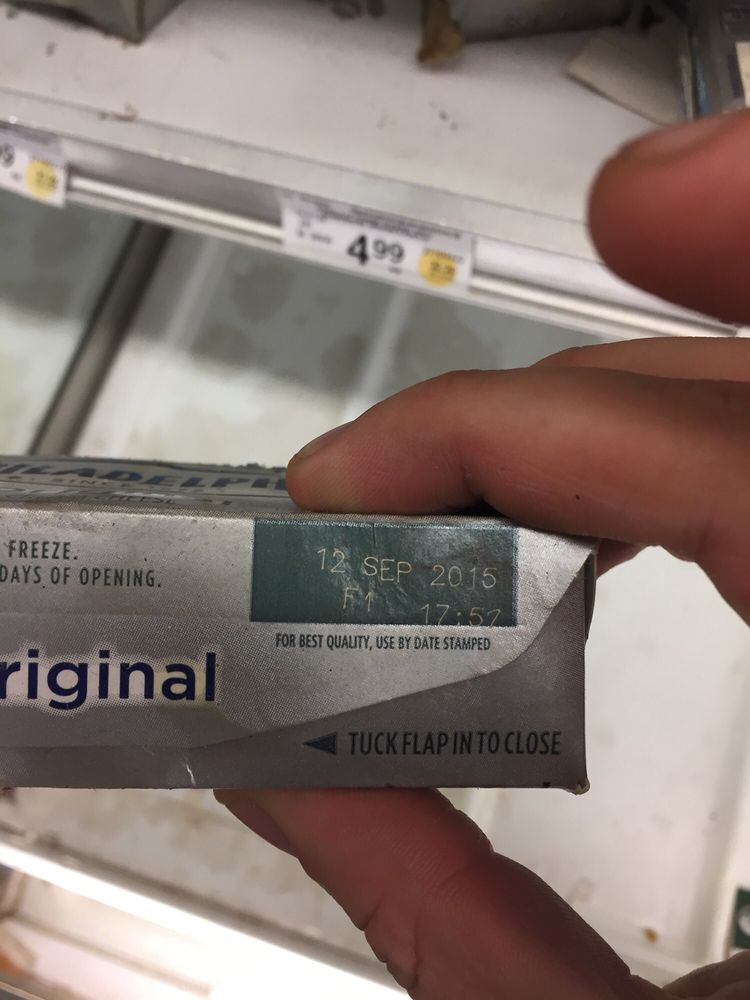 99
499
FREEZE.
DAYS OF OPENING.
12 SEP 2015
F1 17:57
FOR BEST QUALITY, USE BY DATE STAMPED
riginal
TUCK FLAP IN TO CLOSE